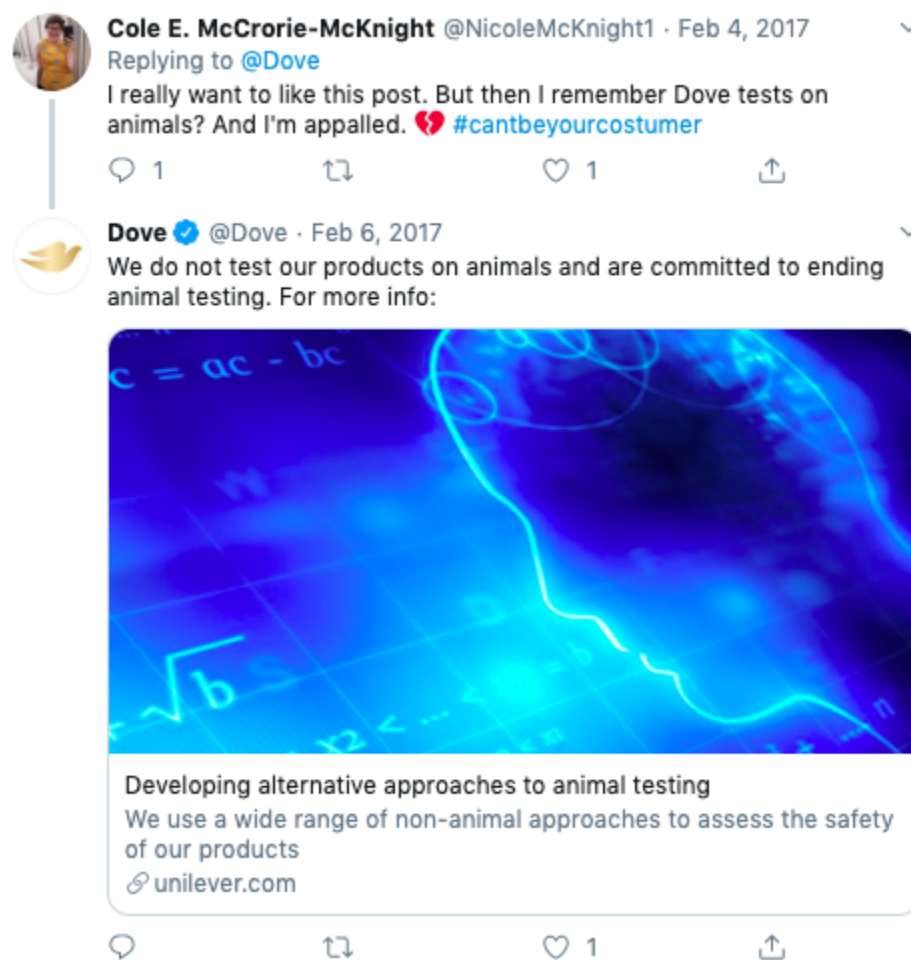 Cole E. McCrorie-McKnight @NicoleMcKnight1 · Feb 4, 2017
Replying to @Dove
I really want to like this post. But then I remember Dove tests on
animals? And I'm appalled. 💔 #cantbeyourcostumer
1
1
Dove @Dove · Feb 6, 2017
We do not test our products on animals and are committed to ending
animal testing. For more info:
c = ac - bc
√b
x2 < ... <
Developing alternative approaches to animal testing
We use a wide range of non-animal approaches to assess the safety
of our products
unilever.com
1